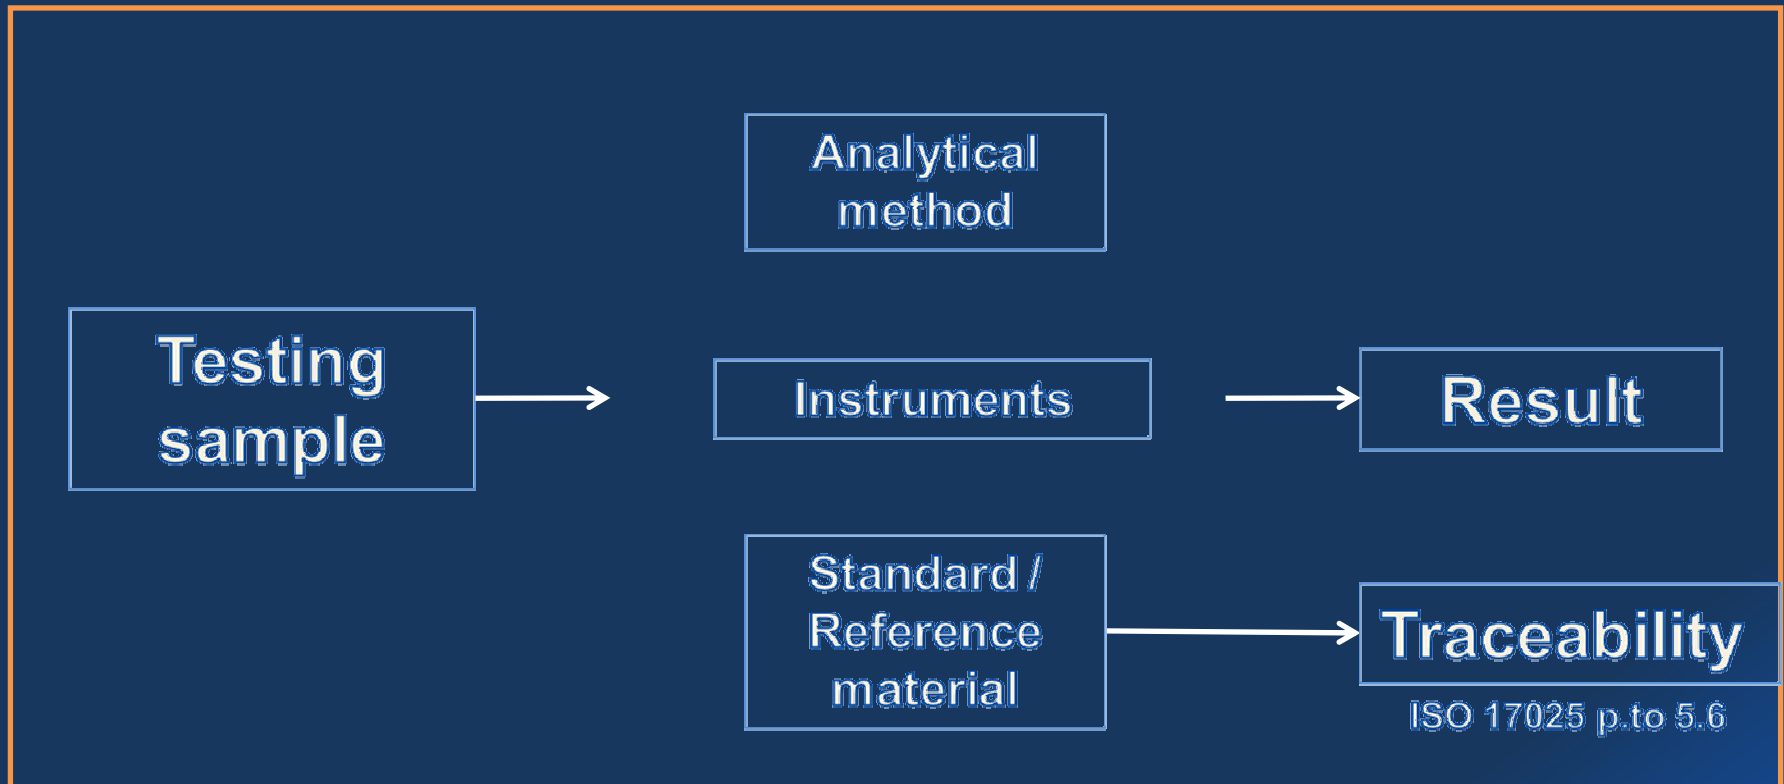 Analytical
method
Testing
sample
Instruments
Result
Standard /
Reference
material
Traceability
ISO 17025 p.to 5.6